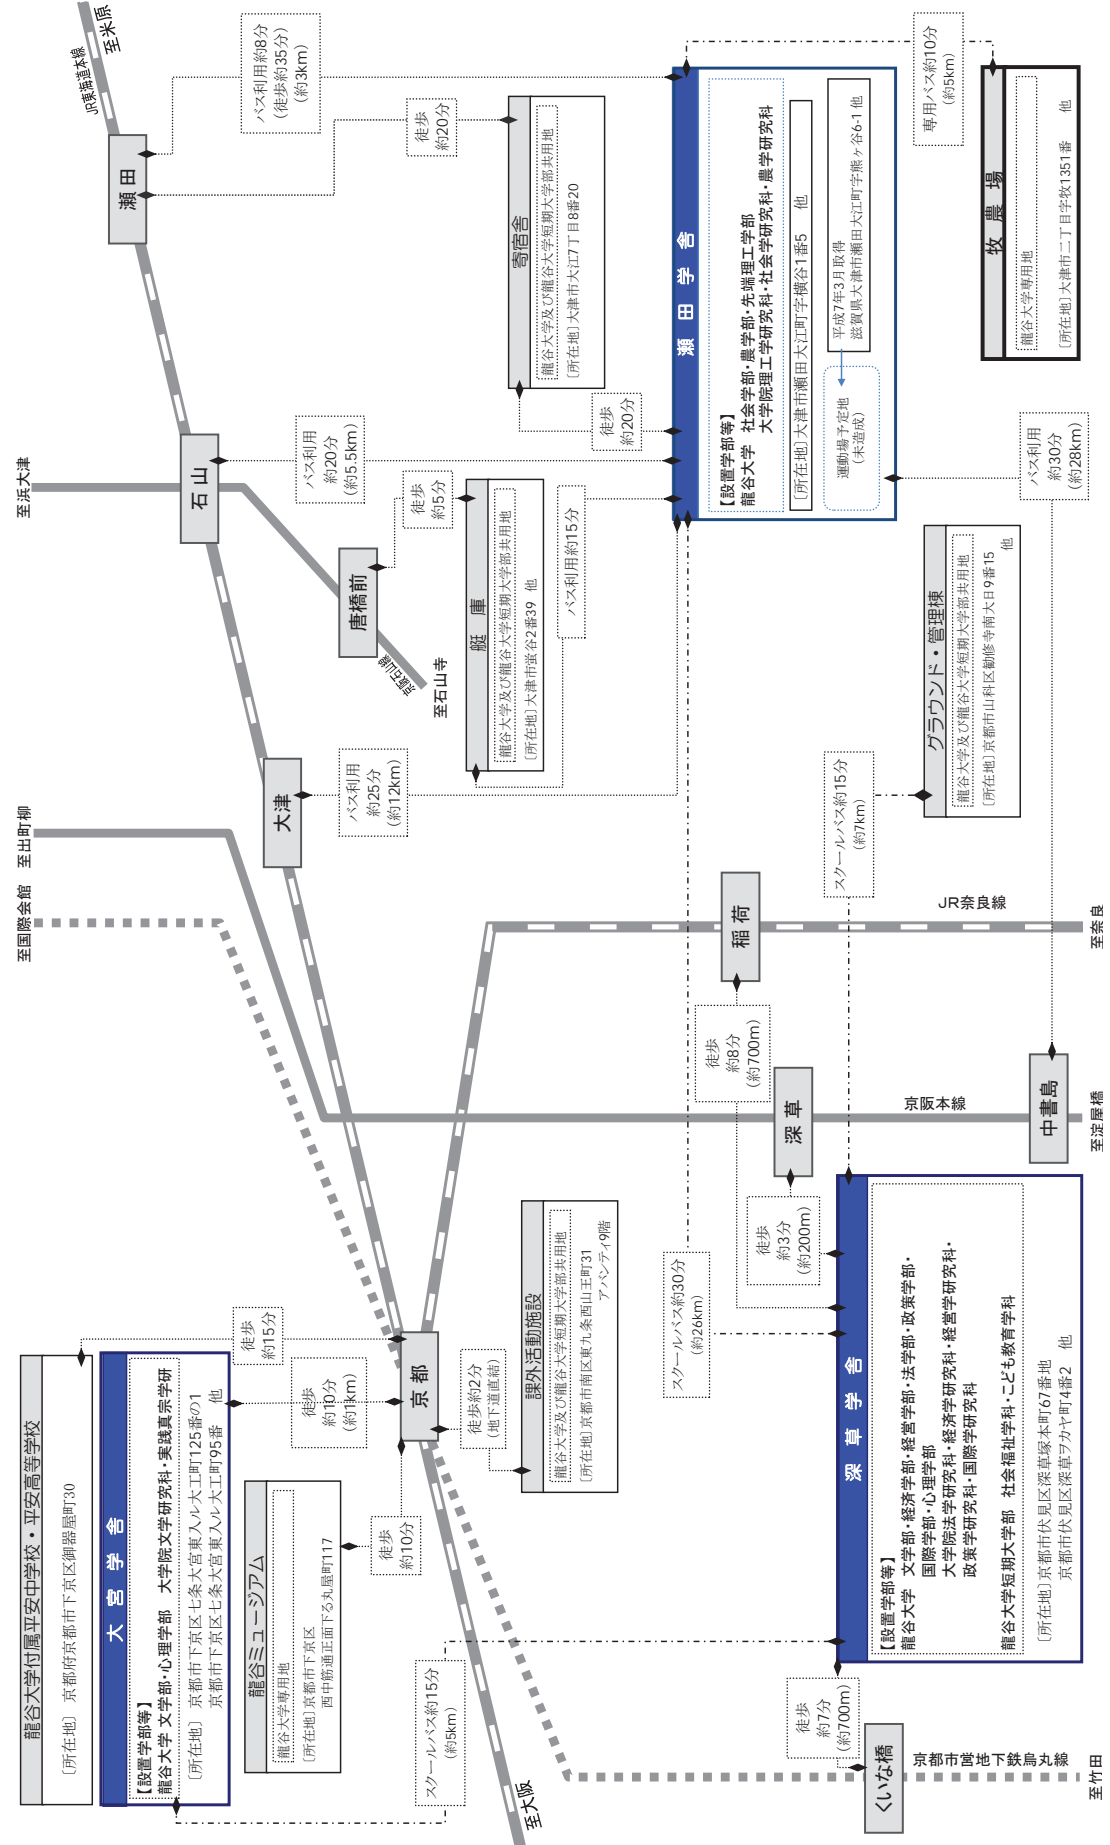 龍谷大学付属平安中学校・平安高等学校
［所在地］ 京都府京都市下京区御器屋町30
大宮学舎
【設置学部等】
龍谷大学 文学部・心理学部 大学院文学研究科・実践真宗学研
［所在地］ 京都市下京区七条大宮東入ル大工町125番の1
京都市下京区七条大宮東入ル大工町95番 他
龍谷ミュージアム
龍谷大学専用地
［所在地］京都市下京区
西中筋通正面下る丸屋町117
徒歩
約15分
徒歩
約10分
(約1km)
徒歩
約10分
京都
徒歩約2分
(地下道直結)
課外活動施設
龍谷大学及び龍谷大学短期大学部共用地
［所在地］京都市南区東九条西山王町31
アバンティ9階
スクールバス約15分
(約5km)
至大阪
至国際会館
至出町柳
至浜大津
JR東海道本線
至米原
大津
石山
瀬田
唐橋前
京阪石山線
至石山寺
バス利用
約25分
(約12km)
バス利用
約20分
(約5.5km)
徒歩
約5分
バス利用約8分
(徒歩約35分)
(約3km)
徒歩
約20分
艇庫
龍谷大学及び龍谷大学短期大学部共用地
［所在地］大津市蛍谷2番39 他
バス利用約15分
寄宿舎
龍谷大学及び龍谷大学短期大学部共用地
［所在地］大津市大江7丁目8番20
徒歩
約20分
瀬田学舎
【設置学部等】
龍谷大学 社会学部・農学部・先端理工学部
大学院理工学研究科・社会学研究科・農学研究科
［所在地］大津市瀬田大江町字横谷1番5 他
運動場予定地
(未造成)
平成7年3月取得
滋賀県大津市瀬田大江町字熊ヶ谷6-1 他
専用バス約10分
(約5km)
牧農場
龍谷大学専用地
［所在地］大津市二丁目字牧1351番 他
バス利用
約30分
(約28km)
グラウンド・管理棟
龍谷大学及び龍谷大学短期大学部共用地
［所在地］京都市山科区勧修寺南大日9番15
他
スクールバス約15分
(約7km)
スクールバス約30分
(約26km)
稲荷
JR奈良線
至奈良
徒歩
約8分
(約700m)
深草
京阪本線
中書島
至淀屋橋
徒歩
約3分
(約200m)
深草学舎
【設置学部等】
龍谷大学 文学部・経済学部・経営学部・法学部・政策学部・
国際学部・心理学部
大学院法学研究科・経済学研究科・経営学研究科・
政策学研究科・国際学研究科
龍谷大学短期大学部 社会福祉学科・こども教育学科
［所在地］京都市伏見区深草塚本町67番地
京都市伏見区深草ヲカヤ町4番2 他
徒歩
約7分
(約700m)
くいな橋
京都市営地下鉄烏丸線
至竹田